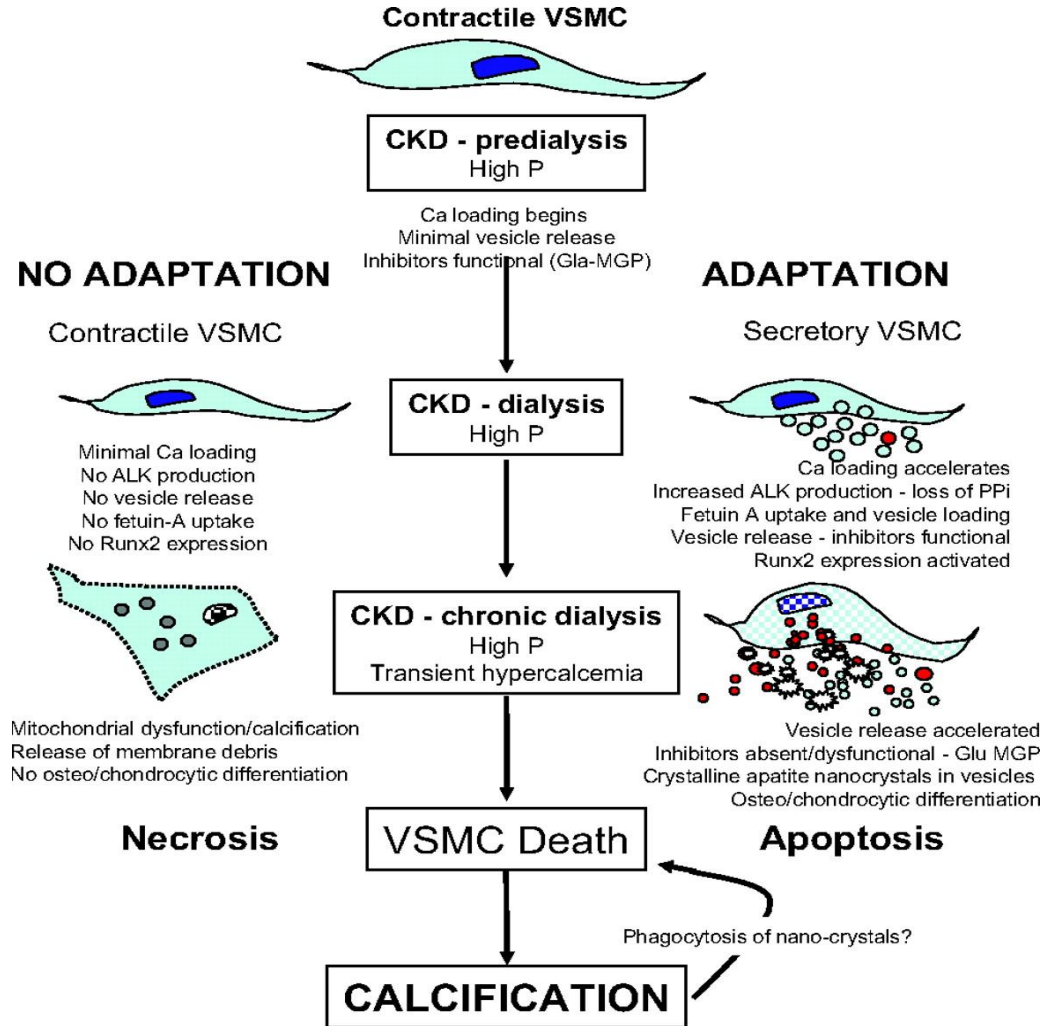 Contractile VSMC
CKD - predialysis
High P
Ca loading begins
Minimal vesicle release
Inhibitors functional (Gla-MGP)
NO ADAPTATION
Contractile VSMC
Minimal Ca loading
No ALK production
No vesicle release
No fetuin-A uptake
No Runx2 expression
ADAPTATION
Secretory VSMC
Ca loading accelerates
Increased ALK production - loss of PPi
Fetuin A uptake and vesicle loading
Vesicle release - inhibitors functional
Runx2 expression activated
CKD - dialysis
High P
CKD - chronic dialysis
High P
Transient hypercalcemia
Mitochondrial dysfunction/calcification
Release of membrane debris
No osteo/chondrocytic differentiation
Necrosis
Vesicle release accelerated
Inhibitors absent/dysfunctional - Glu MGP
Crystalline apatite nanocrystals in vesicles
Osteo/chondrocytic differentiation
Apoptosis
VSMC Death
Phagocytosis of nano-crystals?
CALCIFICATION